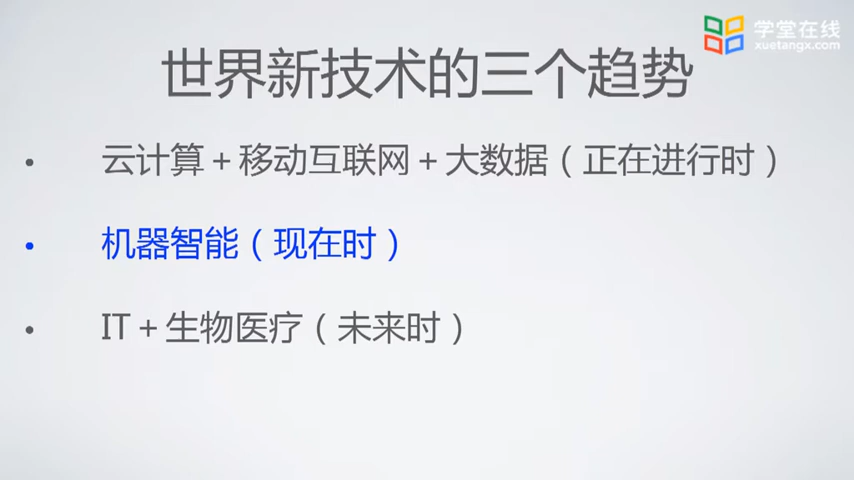 学堂在线
xuetangx.com
世界新技术的三个趋势
• 云计算+移动互联网+大数据（正在进行时）
• 机器智能（现在时）
• IT+生物医疗（未来时）